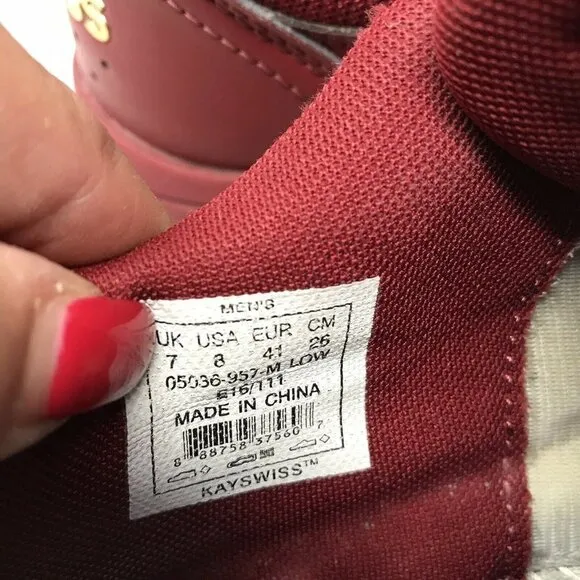 MEN'S
UK USA EUR CM
7 8 41 26
05036-957-M LOW
E16/111
MADE IN CHINA
8 88758 37560 7
KAYSWISS™